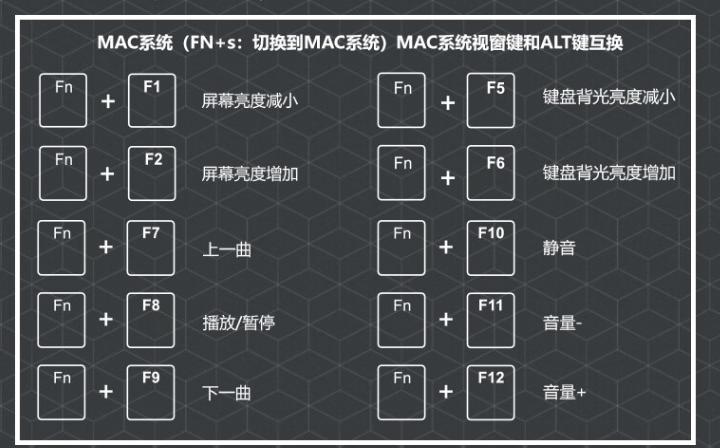 MAC系统（FN+s：切换到MAC系统）MAC系统视窗键和ALT键互换
Fn + F1 屏幕亮度减小
Fn + F5 键盘背光亮度减小
Fn + F2 屏幕亮度增加
Fn + F6 键盘背光亮度增加
Fn + F7 上一曲
Fn + F10 静音
Fn + F8 播放/暂停
Fn + F11 音量-
Fn + F9 下一曲
Fn + F12 音量+